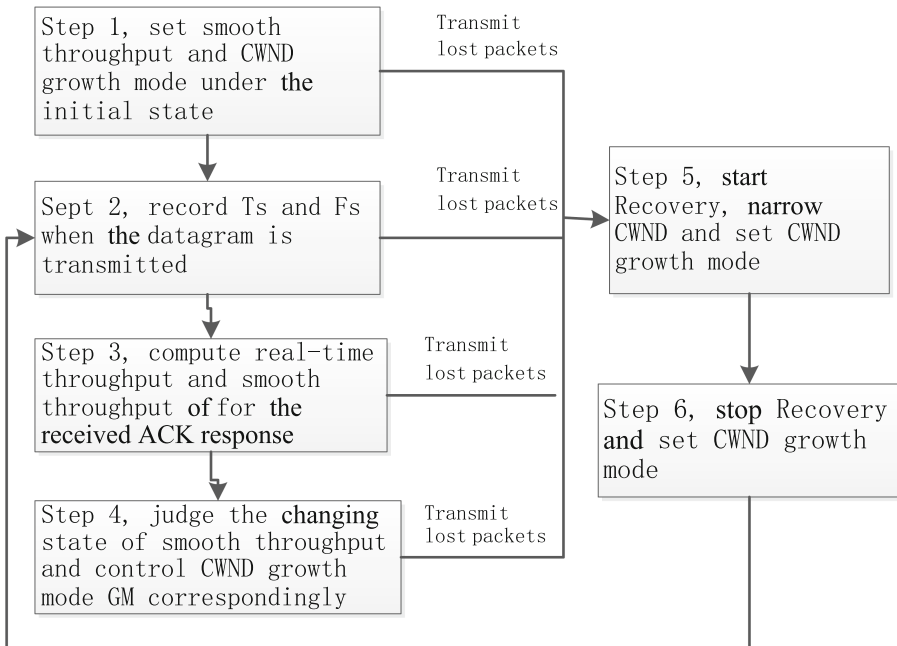 Step 1, set smooth
throughput and CWND
growth mode under the
initial state
Transmit
lost packets
Sept 2, record Ts and Fs
when the datagram is
transmitted
Transmit
lost packets
Step 3, compute real-time
throughput and smooth
throughput of for the
received ACK response
Transmit
lost packets
Step 4, judge the changing
state of smooth throughput
and control CWND growth
mode GM correspondingly
Transmit
lost packets
Step 5, start
Recovery, narrow
CWND and set CWND
growth mode
Step 6, stop Recovery
and set CWND growth
mode